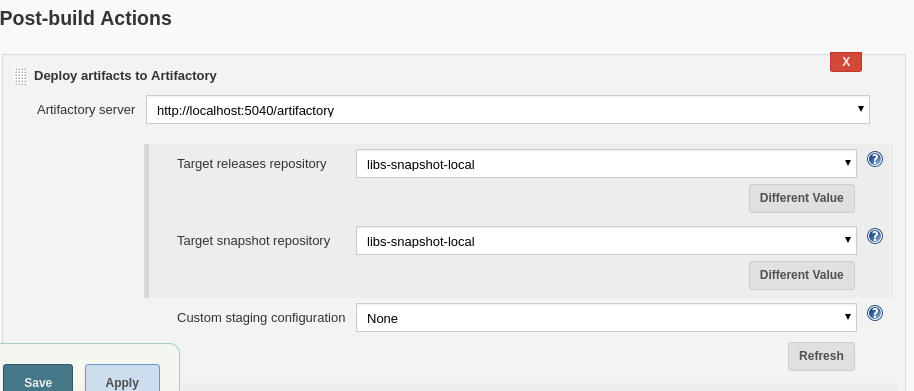 Post-build Actions
X
Deploy artifacts to Artifactory
Artifactory server http://localhost:5040/artifactory
Target releases repository libs-snapshot-local ?
Different Value
Target snapshot repository libs-snapshot-local ?
Different Value
Custom staging configuration None ?
Refresh
Save Apply